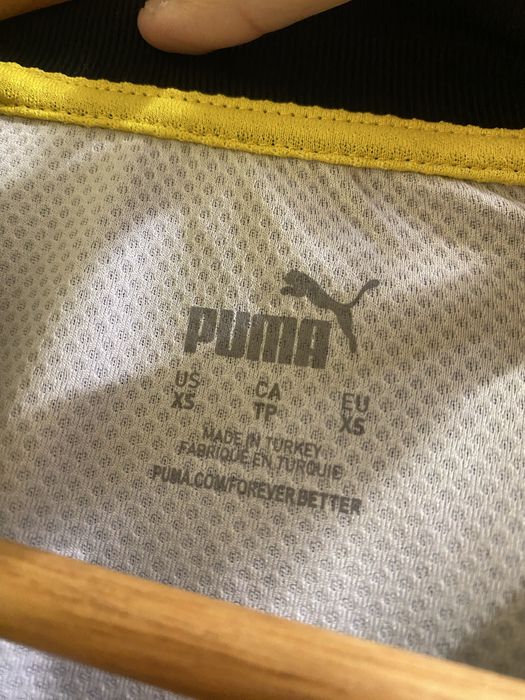 PUMA
US CA EU
XS TP XS
MADE IN TURKEY
FABRIQUÉ EN TURQUIE
PUMA.COM/FOREVERBETTER